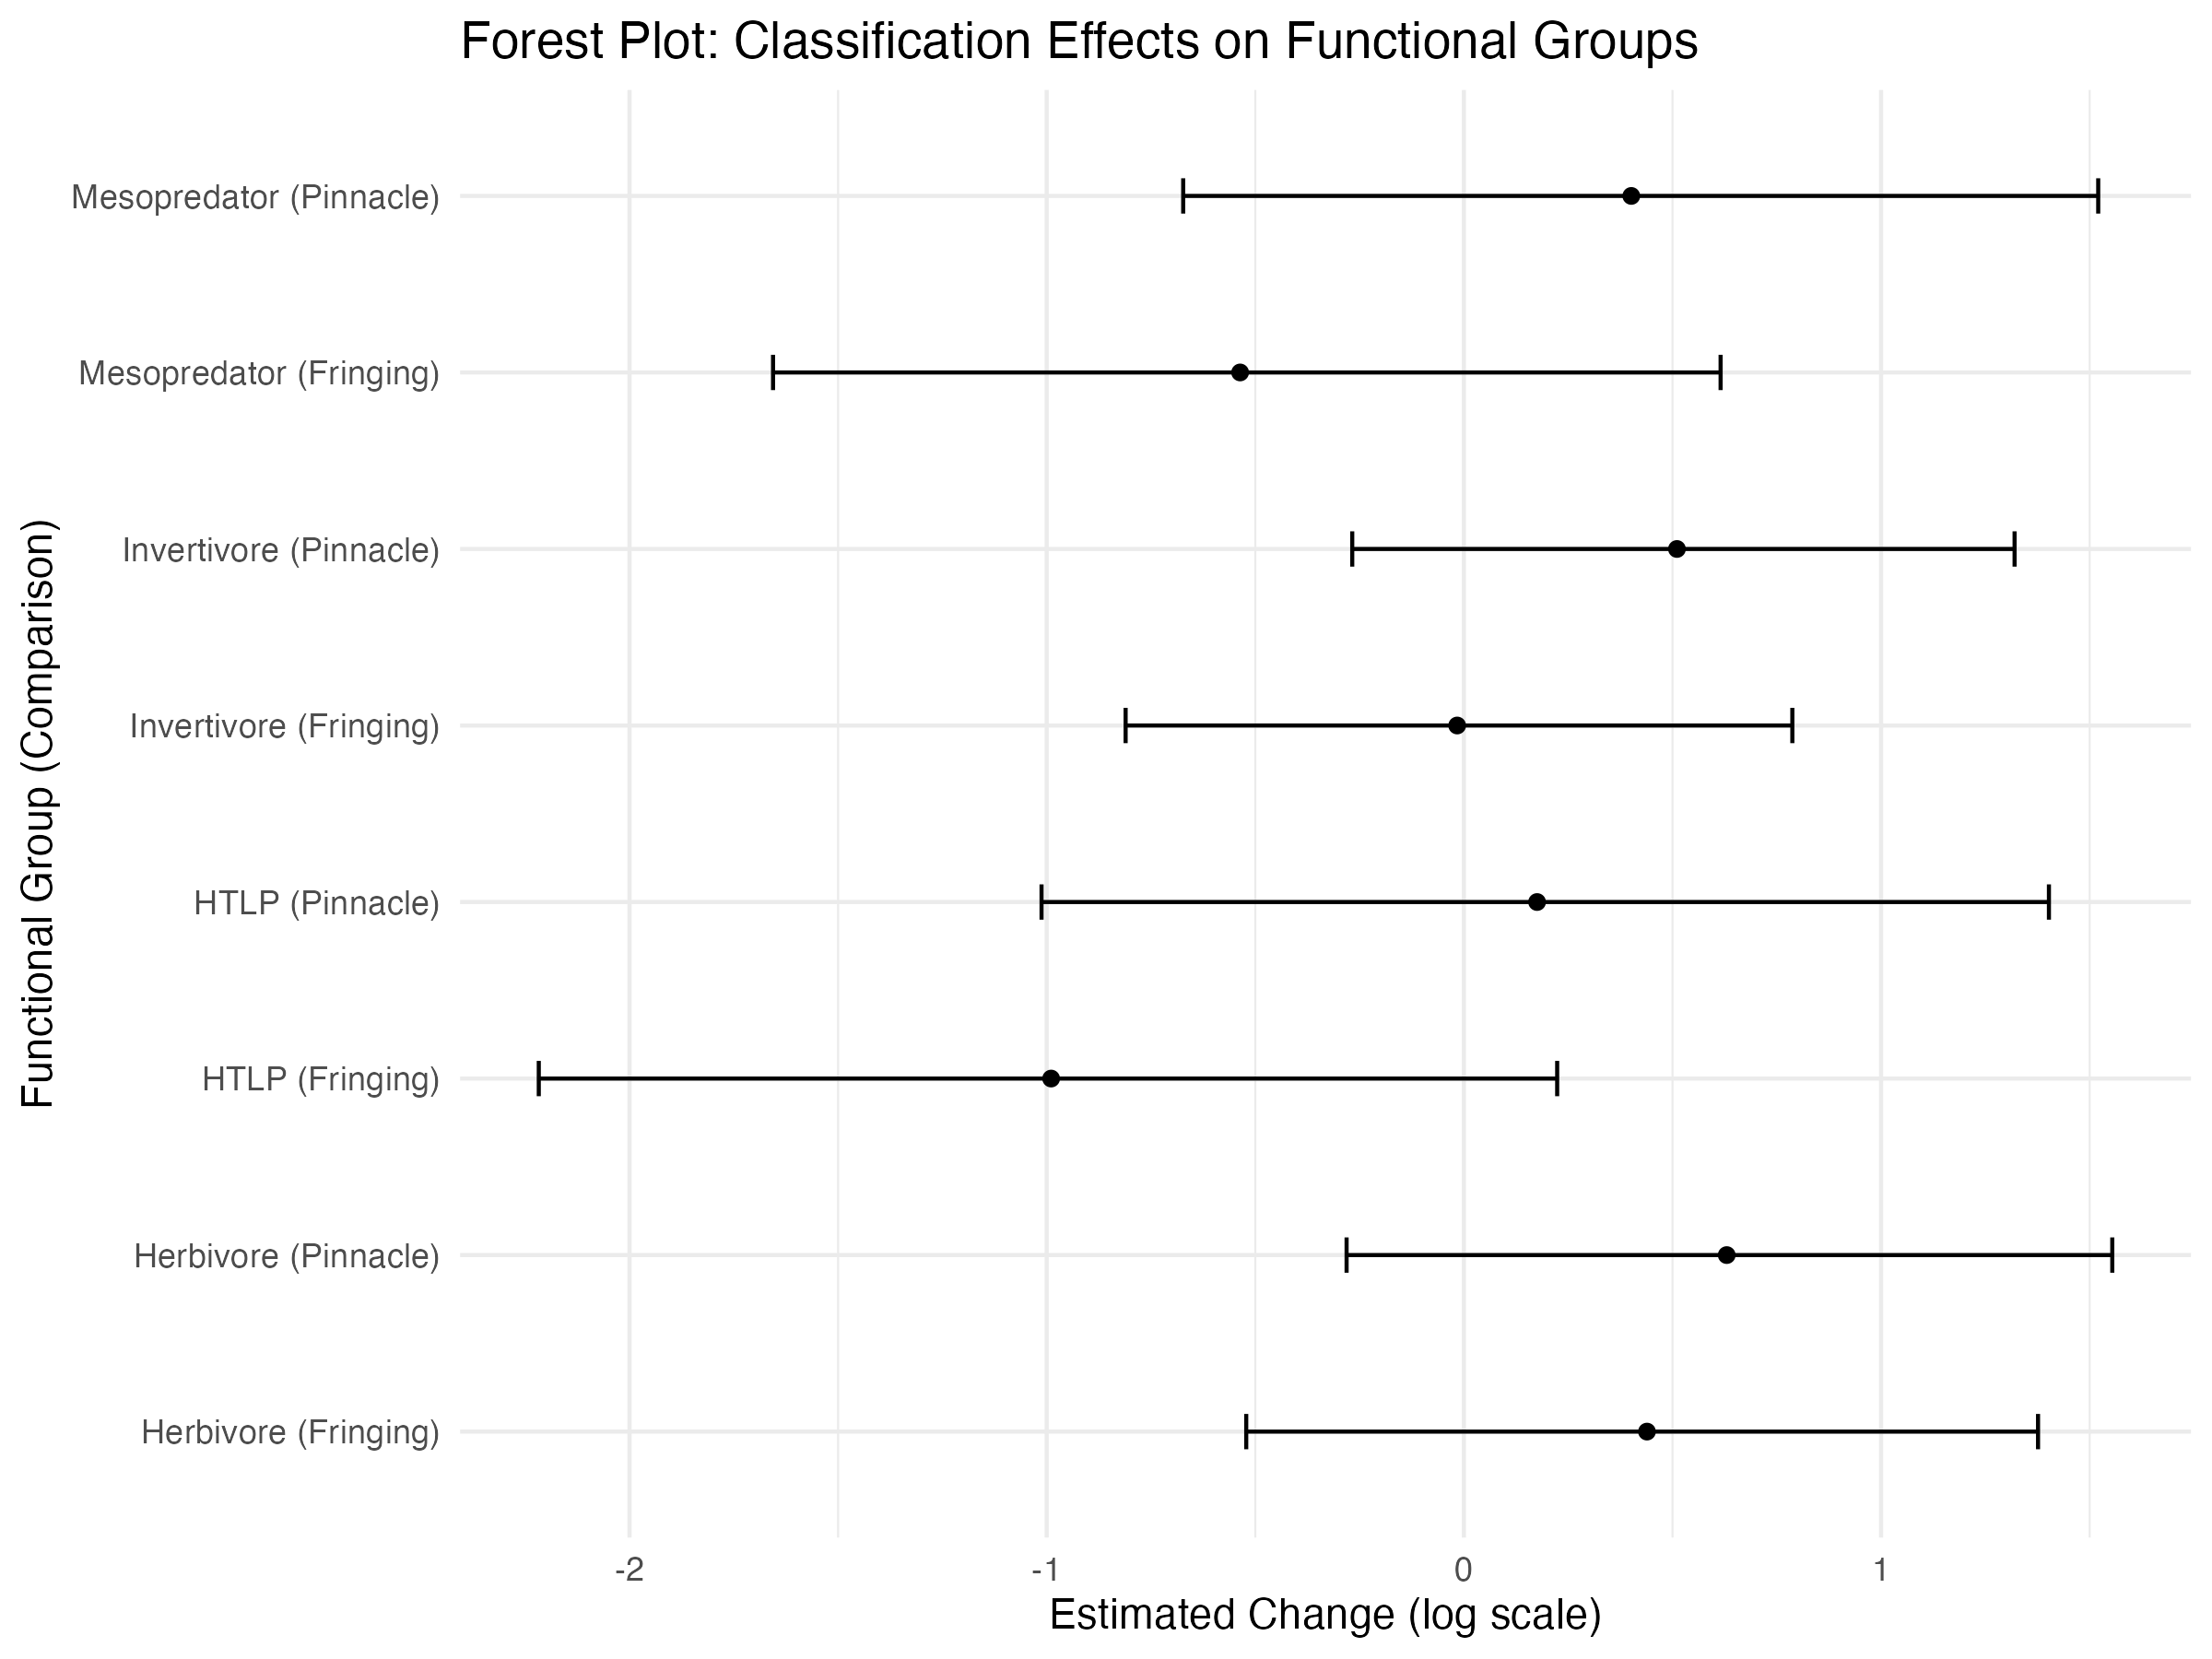 Forest Plot: Classification Effects on Functional Groups
Functional Group (Comparison)
Mesopredator (Pinnacle)
Mesopredator (Fringing)
Invertivore (Pinnacle)
Invertivore (Fringing)
HTLP (Pinnacle)
HTLP (Fringing)
Herbivore (Pinnacle)
Herbivore (Fringing)
-2 -1 0 1
Estimated Change (log scale)